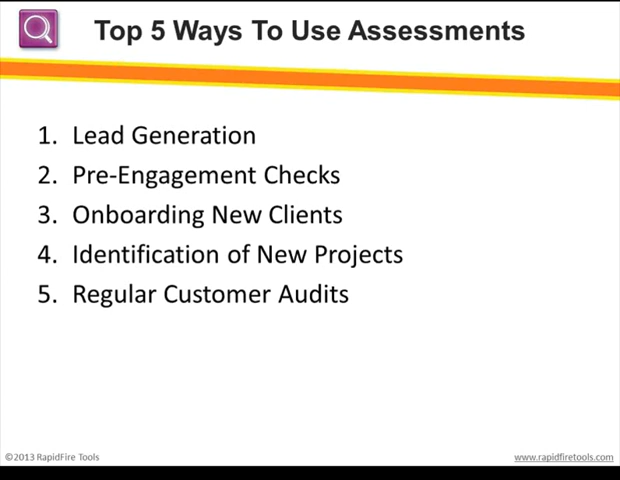 Top 5 Ways To Use Assessments
1. Lead Generation
2. Pre-Engagement Checks
3. Onboarding New Clients
4. Identification of New Projects
5. Regular Customer Audits
©2013 RapidFire Tools
www.rapidfiretools.com